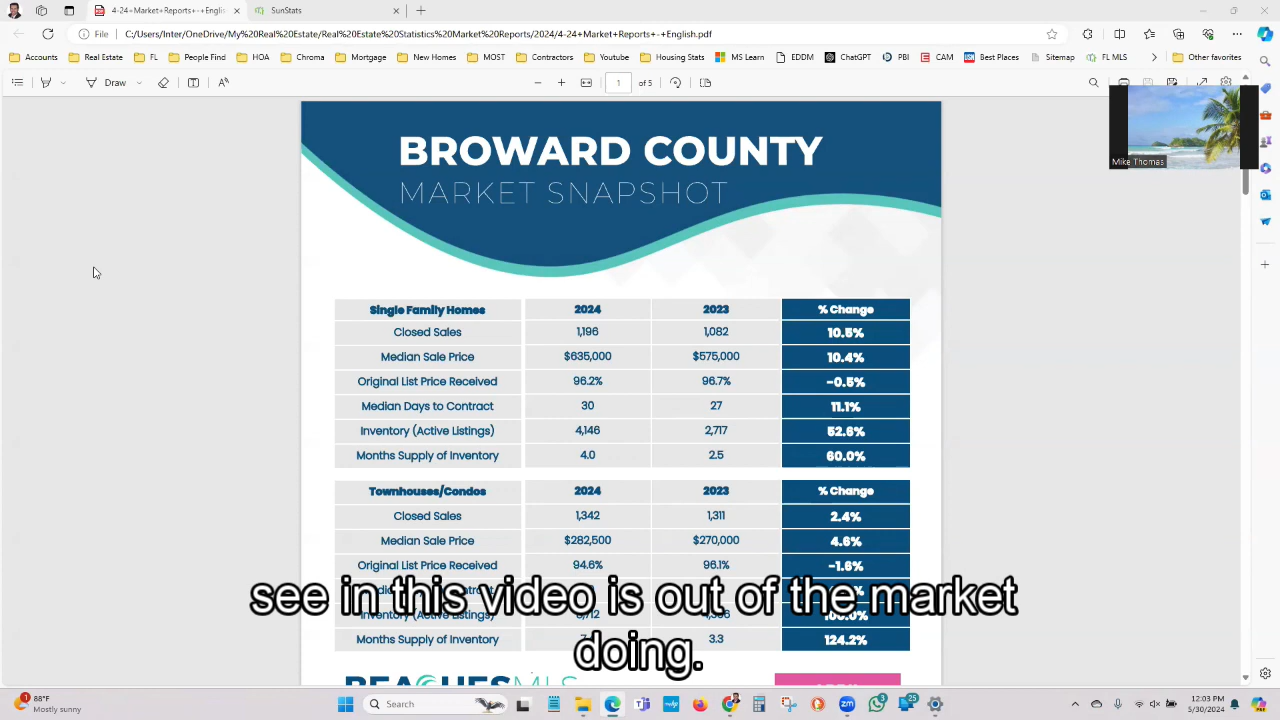 4-24+Market+Reports+-+Englis
SunStats
File C:/Users/Inter/OneDrive/My%20Real%20Estate/Real%20Estate%20Statistics%20Market%20Reports/2024/4-24+Market+Reports+-+English.pdf
Accounts Real Estate FL People Find HOA Chroma Mortgage New Homes MOST Contractors Youtube Housing Stats MS Learn EDDM ChatGPT PBI CAM Best Places Sitemap FL MLS Other favorites
Draw 1 of 5
Mike Thomas
BROWARD COUNTY
MARKET SNAPSHOT
Single Family Homes 2024 2023 % Change
Closed Sales 1,196 1,082 10.5%
Median Sale Price $635,000 $575,000 10.4%
Original List Price Received 96.2% 96.7% -0.5%
Median Days to Contract 30 27 11.1%
Inventory (Active Listings) 4,146 2,717 52.6%
Months Supply of Inventory 4.0 2.5 60.0%
Townhouses/Condos 2024 2023 % Change
Closed Sales 1,342 1,311 2.4%
Median Sale Price $282,500 $270,000 4.6%
Original List Price Received 94.6% 96.1% -1.6%
see in this video is out of the market
doing.
Months Supply of Inventory 3.3 124.2%
BEACHESMLS
88°F
Mostly sunny
Search
12:03 PM
5/30/2024